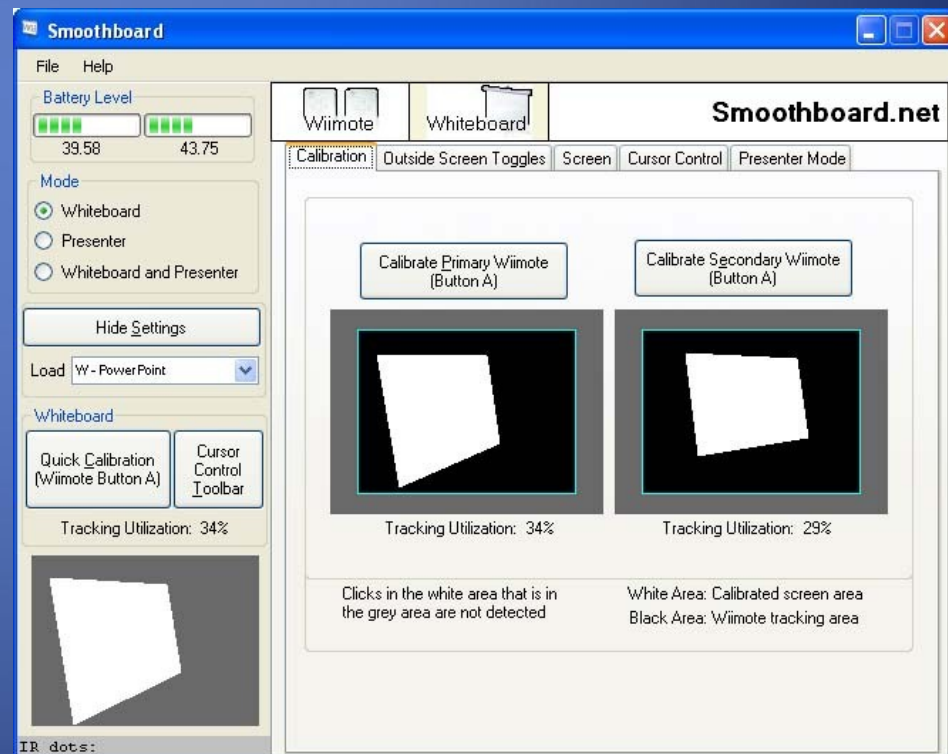 Smoothboard
File Help
Battery Level
39.58 43.75
Mode
Whiteboard
Presenter
Whiteboard and Presenter
Hide Settings
Load W - PowerPoint
Whiteboard
Quick Calibration
(Wiimote Button A)
Cursor
Control
Toolbar
Tracking Utilization: 34%
IR dots:
Wiimote Whiteboard
Smoothboard.net
Calibration Outside Screen Toggles Screen Cursor Control Presenter Mode
Calibrate Primary Wiimote
(Button A)
Calibrate Secondary Wiimote
(Button A)
Tracking Utilization: 34%
Tracking Utilization: 29%
Clicks in the white area that is in
the grey area are not detected
White Area: Calibrated screen area
Black Area: Wiimote tracking area